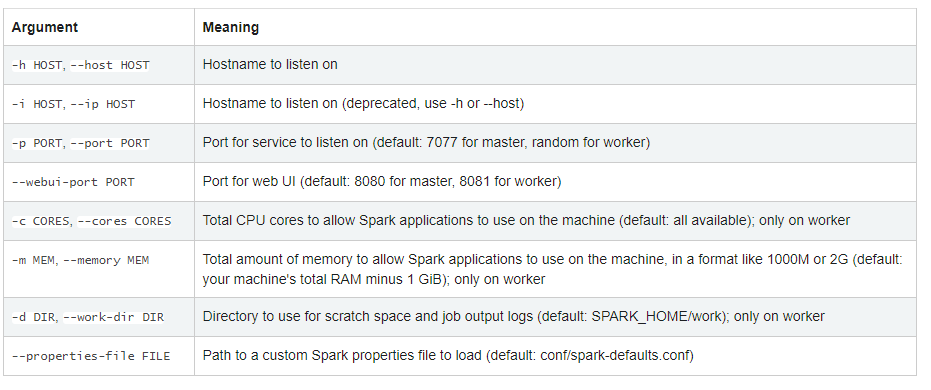 Argument Meaning
-h HOST, --host HOST Hostname to listen on
-i HOST, --ip HOST Hostname to listen on (deprecated, use -h or --host)
-p PORT, --port PORT Port for service to listen on (default: 7077 for master, random for worker)
--webui-port PORT Port for web UI (default: 8080 for master, 8081 for worker)
-c CORES, --cores CORES Total CPU cores to allow Spark applications to use on the machine (default: all available); only on worker
-m MEM, --memory MEM Total amount of memory to allow Spark applications to use on the machine, in a format like 1000M or 2G (default:
your machine's total RAM minus 1 GiB); only on worker
-d DIR, --work-dir DIR Directory to use for scratch space and job output logs (default: SPARK_HOME/work); only on worker
--properties-file FILE Path to a custom Spark properties file to load (default: conf/spark-defaults.conf)